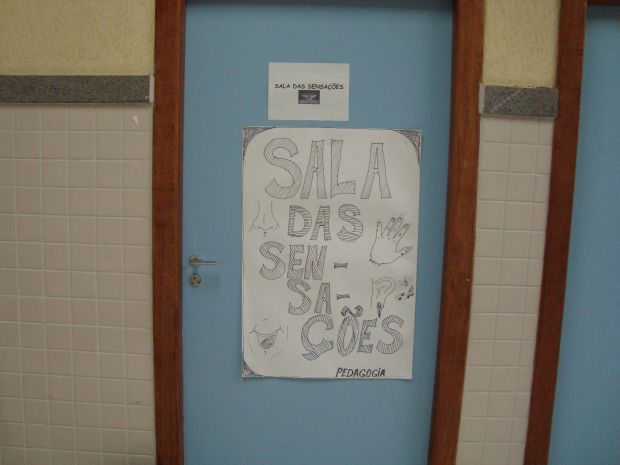 SALA DAS SENSAÇÕES
SALA
DAS
SEN-
SA-
ÇÕES
PEDAGOGIA